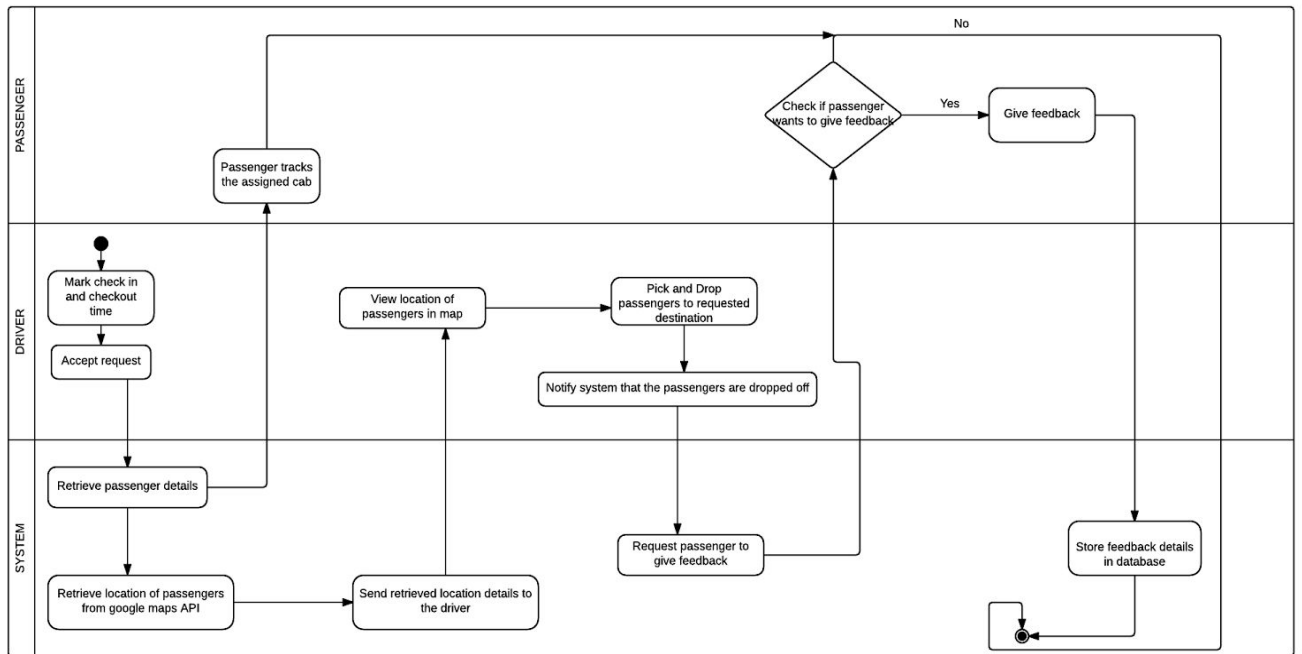 PASSENGER
No
Check if passenger
wants to give feedback
Yes
Give feedback
Passenger tracks
the assigned cab
DRIVER
Mark check in
and checkout
time
Accept request
View location of
passengers in map
Pick and Drop
passengers to requested
destination
Notify system that the passengers are dropped off
SYSTEM
Retrieve passenger details
Retrieve location of passengers
from google maps API
Send retrieved location details to
the driver
Request passenger to
give feedback
Store feedback details
in database